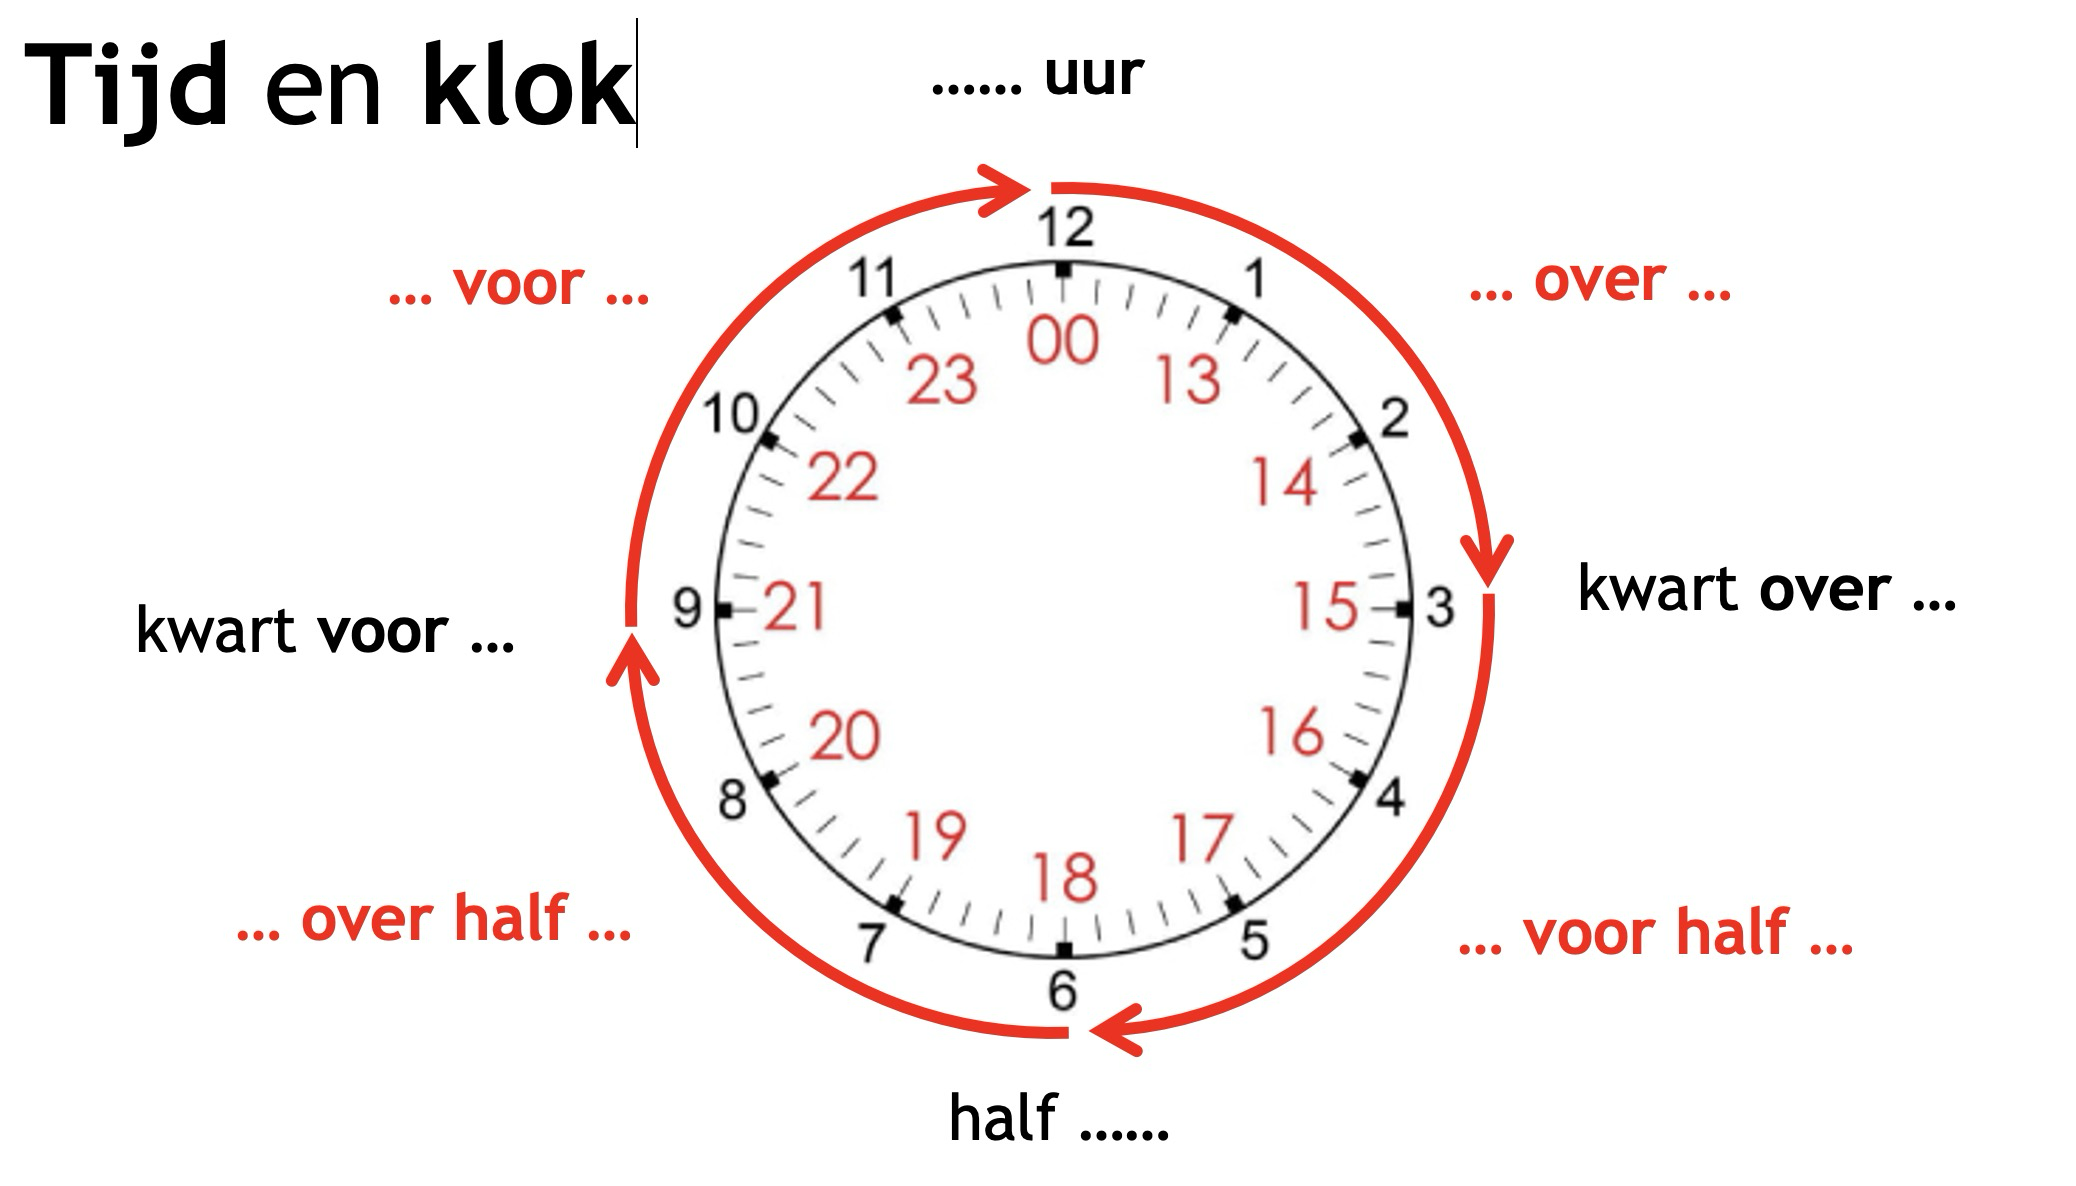 Tijd en klok
...... uur
... voor ...
... over ...
12
11
1
00
23
13
10
2
22
14
kwart voor ...
9
21
15
3
kwart over ...
20
16
8
4
19
17
18
7
5
6
... over half ...
... voor half ...
half ......